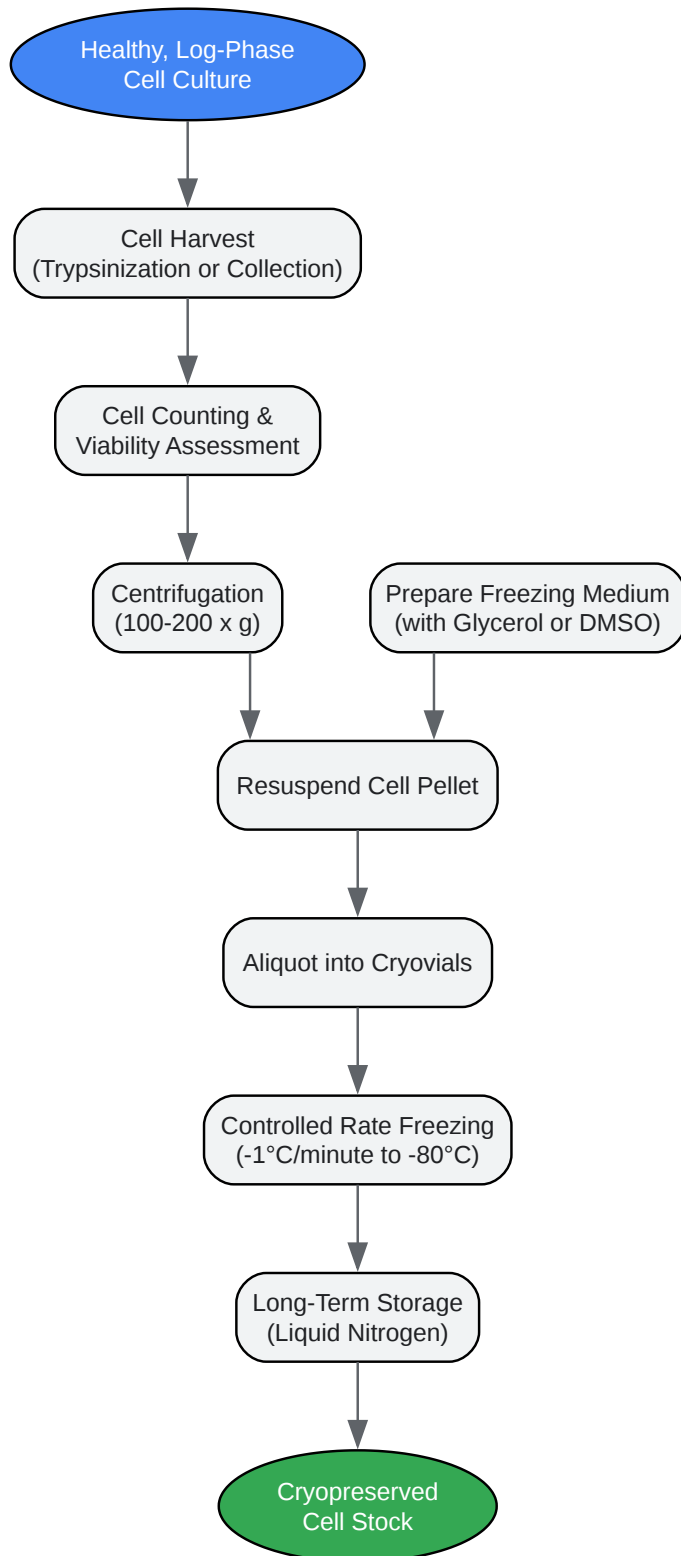 Healthy, Log-Phase
Cell Culture
Cell Harvest
(Trypsinization or Collection)
Cell Counting &
Viability Assessment
Centrifugation
(100-200 x g)
Prepare Freezing Medium
(with Glycerol or DMSO)
Resuspend Cell Pellet
Aliquot into Cryovials
Controlled Rate Freezing
(-1°C/minute to -80°C)
Long-Term Storage
(Liquid Nitrogen)
Cryopreserved
Cell Stock